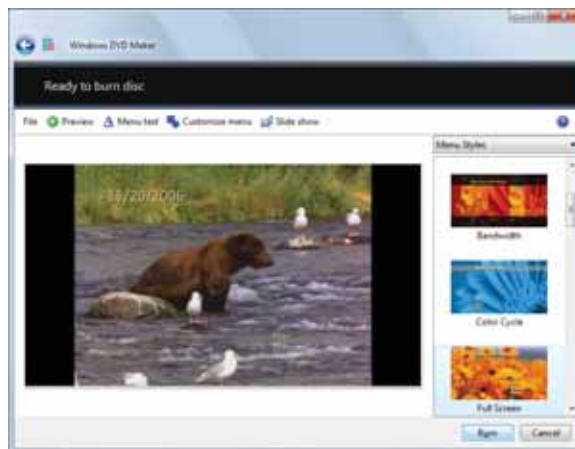 Windows DVD Maker
Ready to burn disc
File Preview Menu text Customize menu Slide show
Menu Styles
11/20/2006
Bandwidth
Color Cycle
Full Screen
Burn Cancel